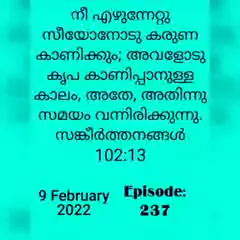 നീ എഴുന്നേറ്റു
സീയോനോടു കരുണ
കാണിക്കും; അവളോടു
കൃപ കാണിപ്പാനുള്ള
കാലം, അതേ, അതിന്നു
സമയം വന്നിരിക്കുന്നു.
സങ്കീർത്തനങ്ങൾ
102:13
9 February
2022
Episode:
237